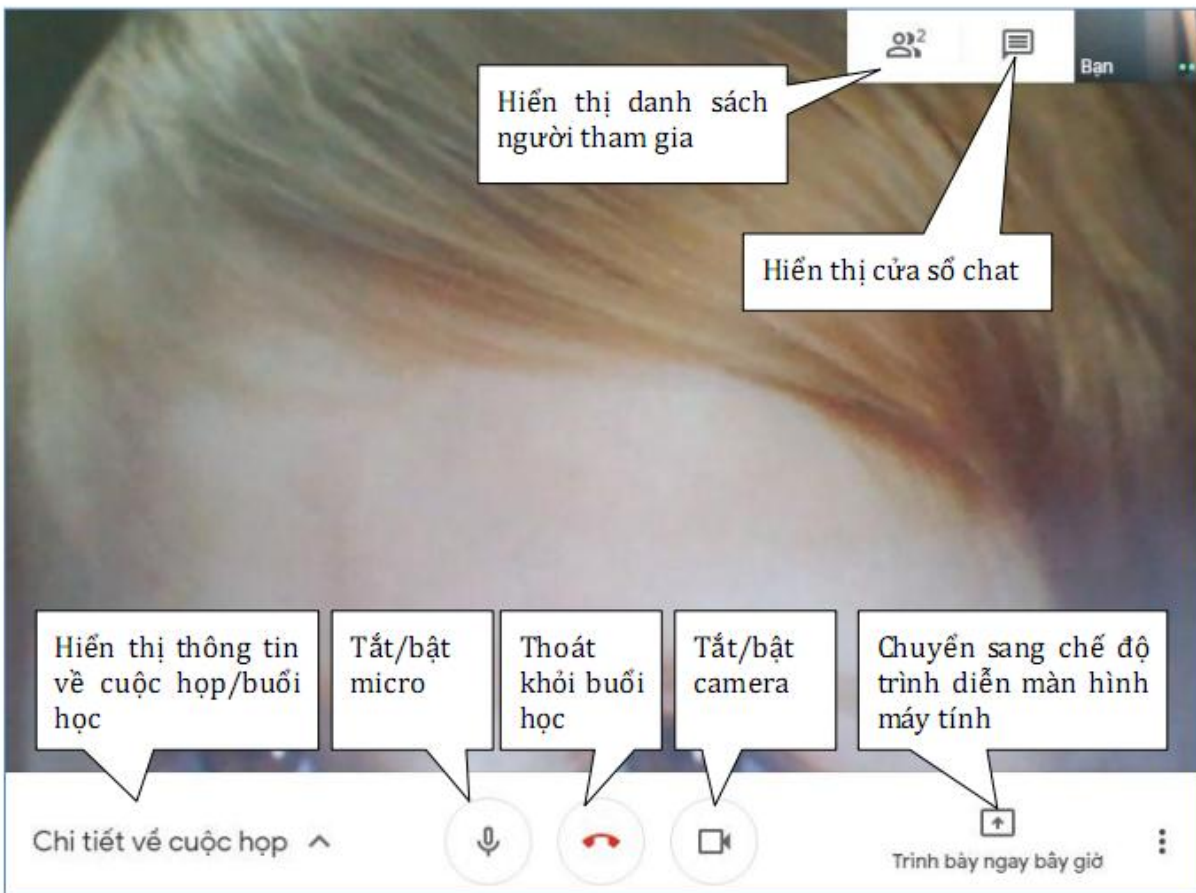 2
Bạn
Hiển thị danh sách
người tham gia
Hiển thị cửa sổ chat
Hiển thị thông tin
về cuộc họp/buổi
học
Tắt/bật
micro
Thoát
khỏi buổi
học
Tắt/bật
camera
Chuyển sang chế độ
trình diễn màn hình
máy tính
Chi tiết về cuộc họp
Trình bày ngay bây giờ